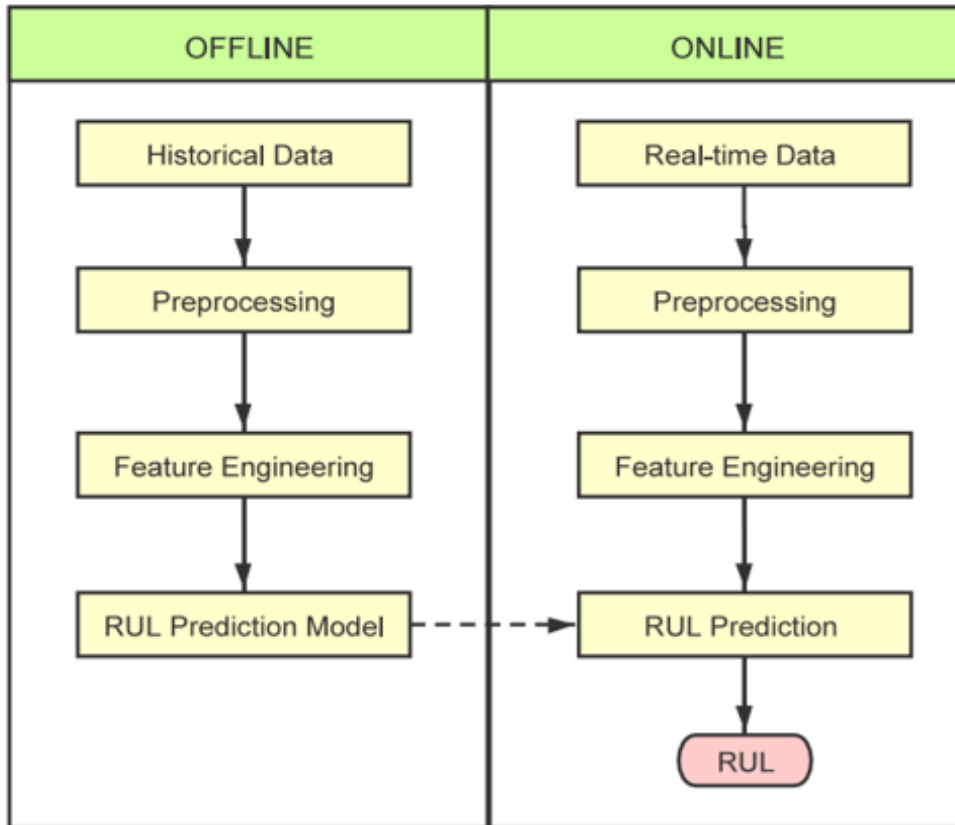 OFFLINE
ONLINE
Historical Data
Real-time Data
Preprocessing
Preprocessing
Feature Engineering
Feature Engineering
RUL Prediction Model
RUL Prediction
RUL